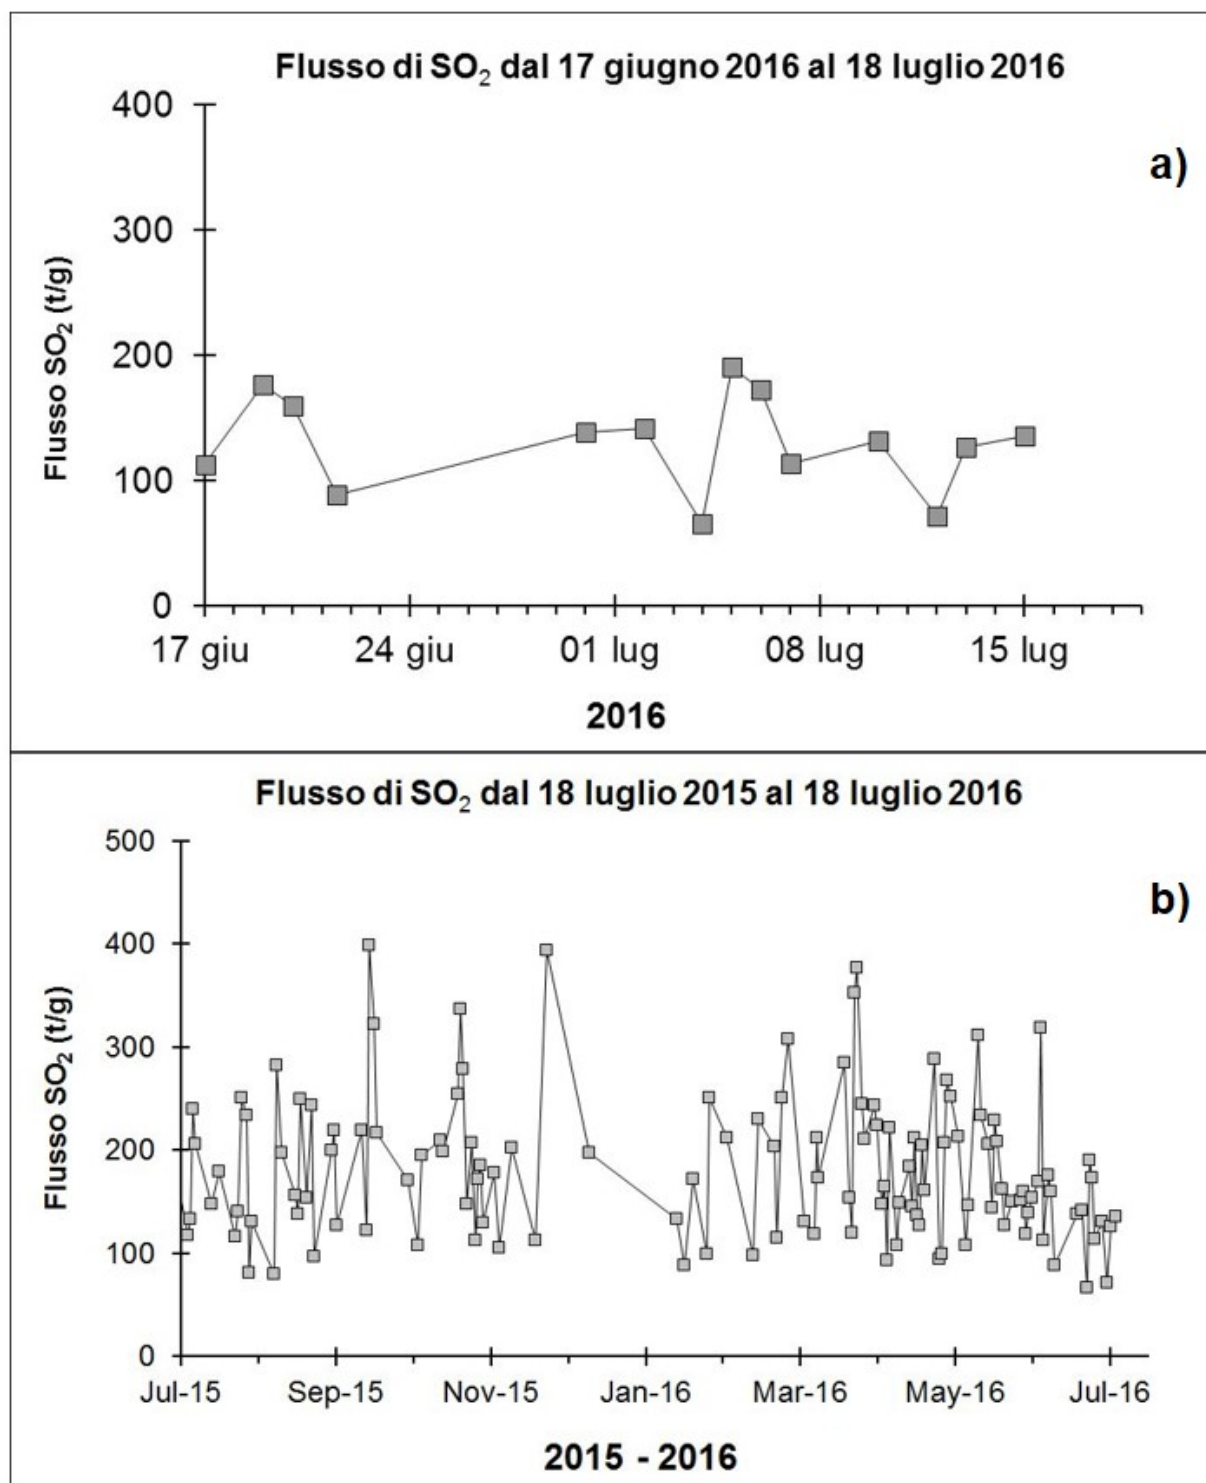 Flusso di SO₂ dal 17 giugno 2016 al 18 luglio 2016
a)
Flusso SO₂ (t/g)
400
300
200
100
0
17 giu 24 giu 01 lug 08 lug 15 lug
2016
Flusso di SO₂ dal 18 luglio 2015 al 18 luglio 2016
b)
Flusso SO₂ (t/g)
500
400
300
200
100
0
Jul-15 Sep-15 Nov-15 Jan-16 Mar-16 May-16 Jul-16
2015 - 2016